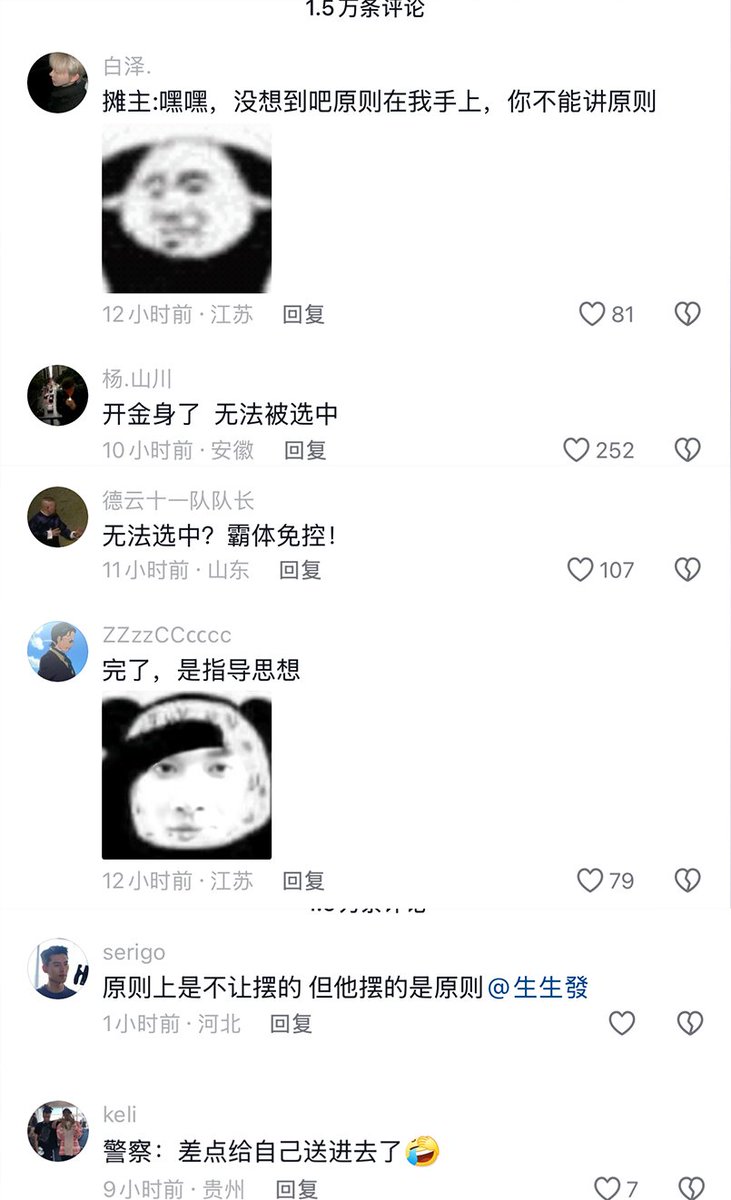 1.5万条评论
白泽.
摊主:嘿嘿，没想到吧原则在我手上，你不能讲原则
12小时前·江苏 回复 81
杨.山川
开金身了 无法被选中
10小时前·安徽 回复 252
德云十一队队长
无法选中？霸体免控！
11小时前·山东 回复 107
ZZzzCCcccc
完了，是指导思想
12小时前·江苏 回复 79
serigo
原则上是不让摆的 但他摆的是原则@生生發
1小时前·河北 回复
keli
警察：差点给自己送进去了🤣
9小时前·贵州 回复 7